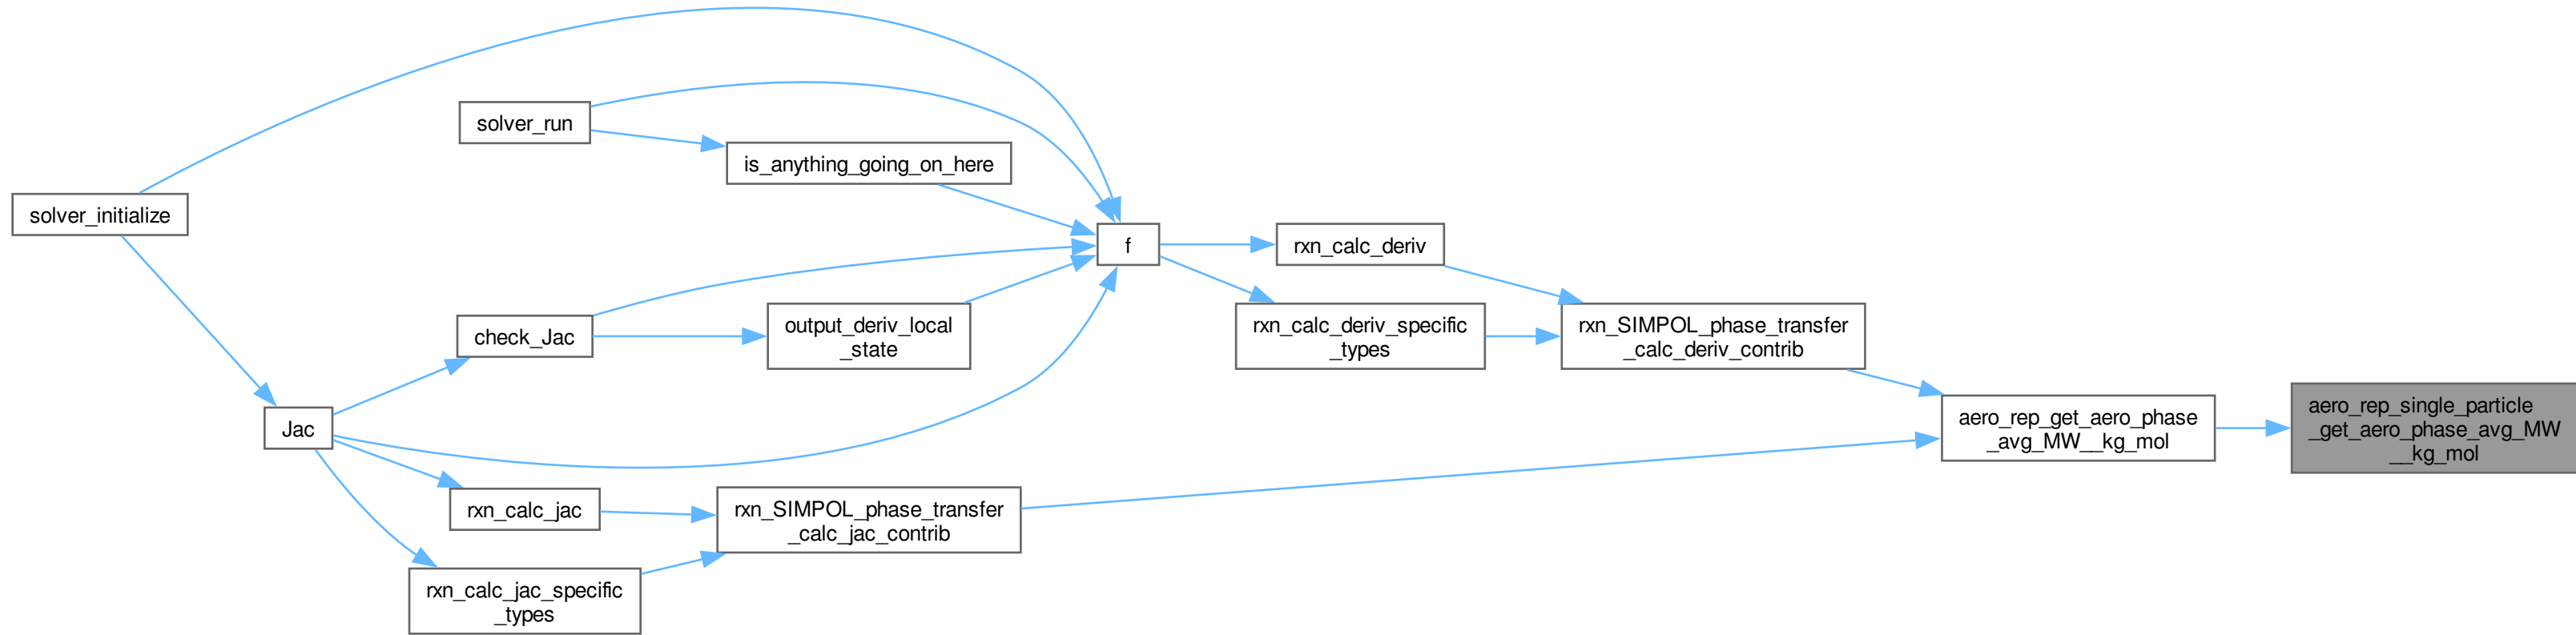 solver_initialize
solver_run
is_anything_going_on_here
f
rxn_calc_deriv
check_Jac
output_deriv_local
_state
rxn_calc_deriv_specific
_types
rxn_SIMPOL_phase_transfer
_calc_deriv_contrib
aero_rep_get_aero_phase
_avg_MW__kg_mol
aero_rep_single_particle
_get_aero_phase_avg_MW
__kg_mol
Jac
rxn_calc_jac
rxn_SIMPOL_phase_transfer
_calc_jac_contrib
rxn_calc_jac_specific
_types